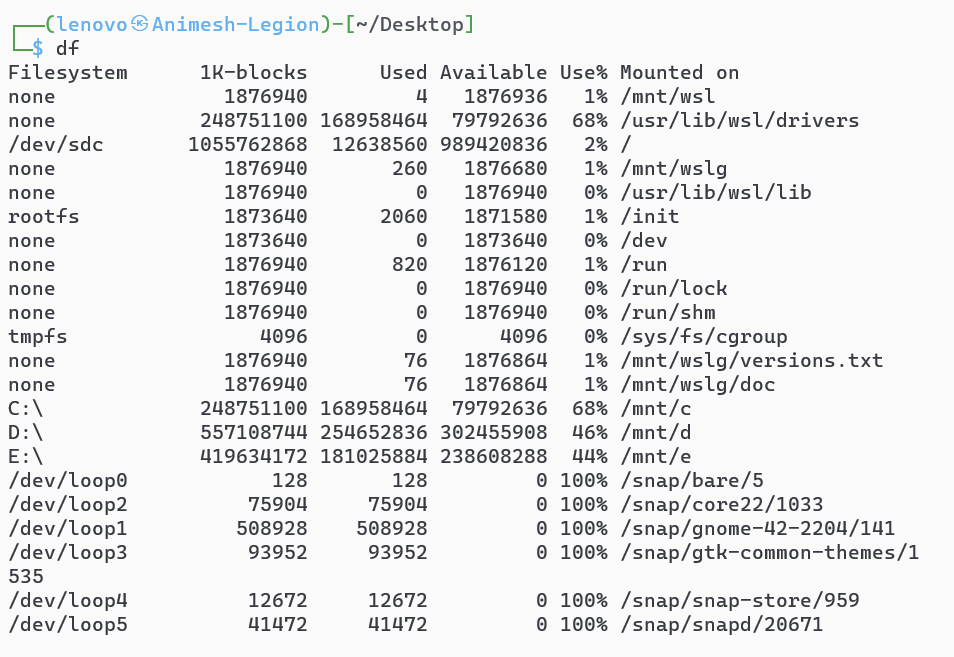 ┌──(lenovo㉿Animesh-Legion)-[~/Desktop]
└─$ df
Filesystem      1K-blocks      Used Available Use% Mounted on
none              1876940         4   1876936   1% /mnt/wsl
none            248751100 168958464  79792636  68% /usr/lib/wsl/drivers
/dev/sdc       1055762868  12638560 989420836   2% /
none              1876940       260   1876680   1% /mnt/wslg
none              1876940         0   1876940   0% /usr/lib/wsl/lib
rootfs            1873640      2060   1871580   1% /init
none              1873640         0   1873640   0% /dev
none              1876940       820   1876120   1% /run
none              1876940         0   1876940   0% /run/lock
none              1876940         0   1876940   0% /run/shm
tmpfs                4096         0      4096   0% /sys/fs/cgroup
none              1876940        76   1876864   1% /mnt/wslg/versions.txt
none              1876940        76   1876864   1% /mnt/wslg/doc
C:\             248751100 168958464  79792636  68% /mnt/c
D:\             557108744 254652836 302455908  46% /mnt/d
E:\             419634172 181025884 238608288  44% /mnt/e
/dev/loop0            128       128         0 100% /snap/bare/5
/dev/loop2          75904     75904         0 100% /snap/core22/1033
/dev/loop1         508928    508928         0 100% /snap/gnome-42-2204/141
/dev/loop3          93952     93952         0 100% /snap/gtk-common-themes/1
535
/dev/loop4          12672     12672         0 100% /snap/snap-store/959
/dev/loop5          41472     41472         0 100% /snap/snapd/20671